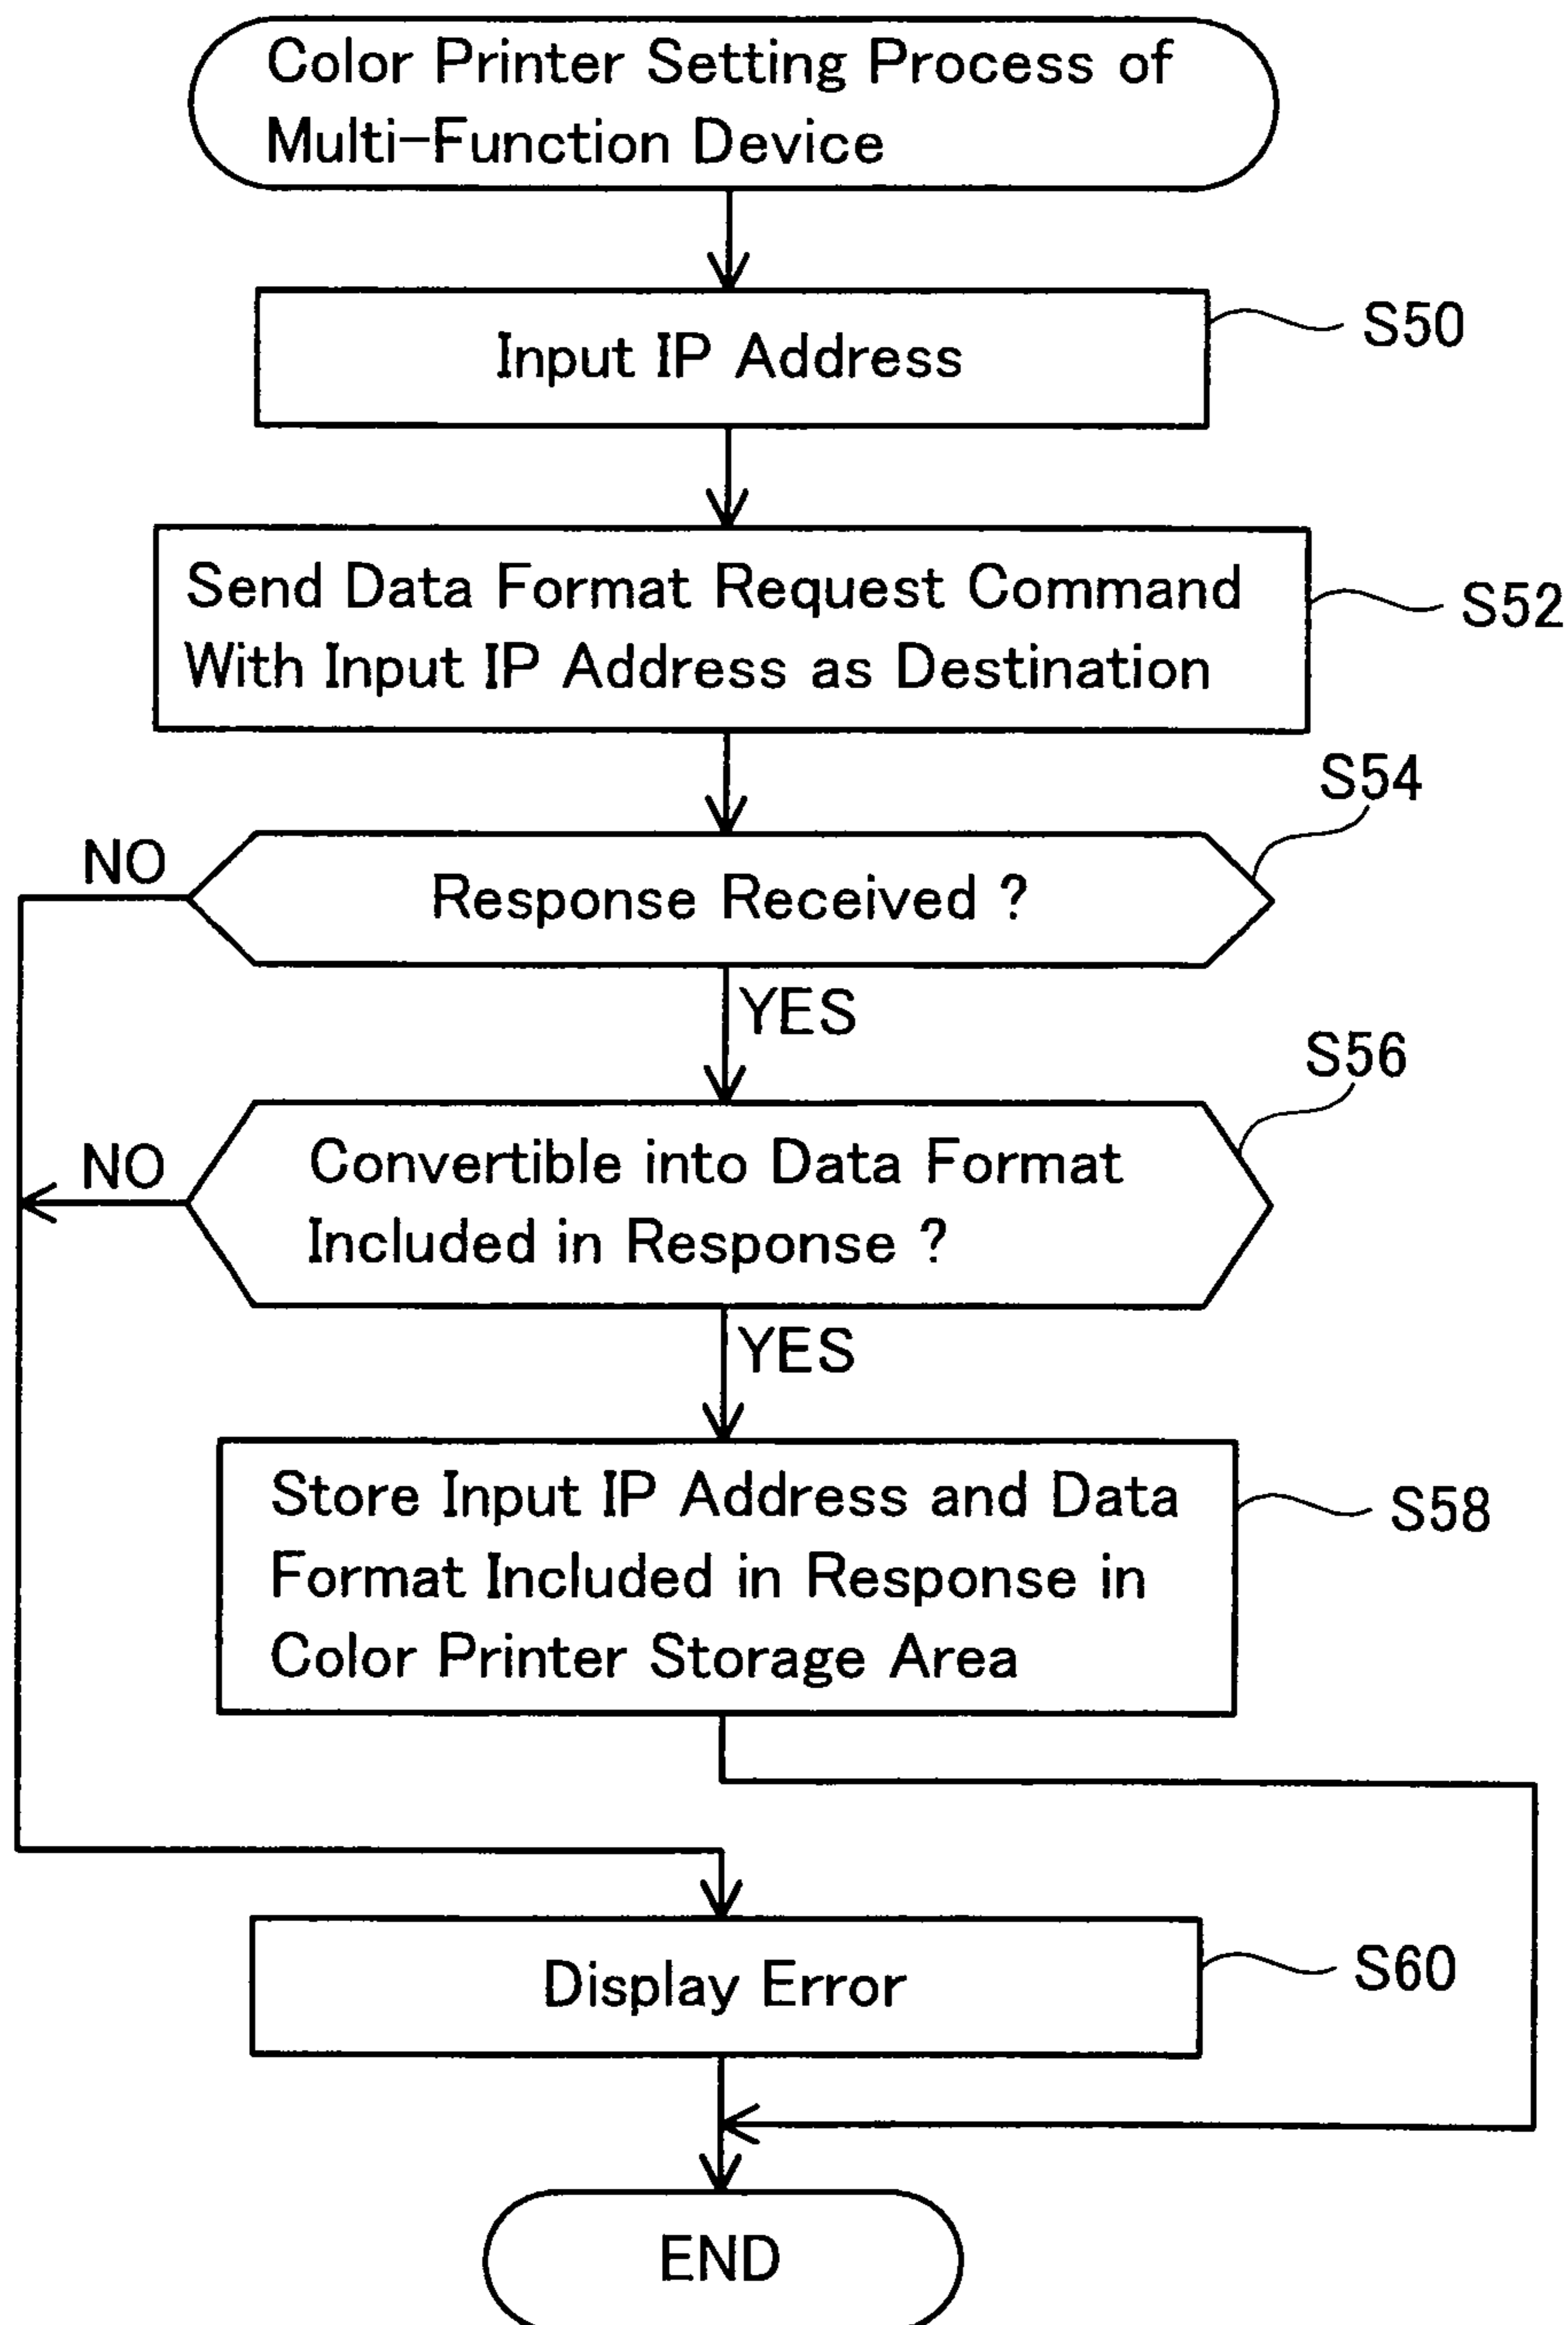 Color Printer Setting Process of
Multi-Function Device
Input IP Address
S50
Send Data Format Request Command
With Input IP Address as Destination
S52
S54
NO
Response Received ?
YES
S56
NO
Convertible into Data Format
Included in Response ?
YES
Store Input IP Address and Data
Format Included in Response in
Color Printer Storage Area
S58
Display Error
S60
END